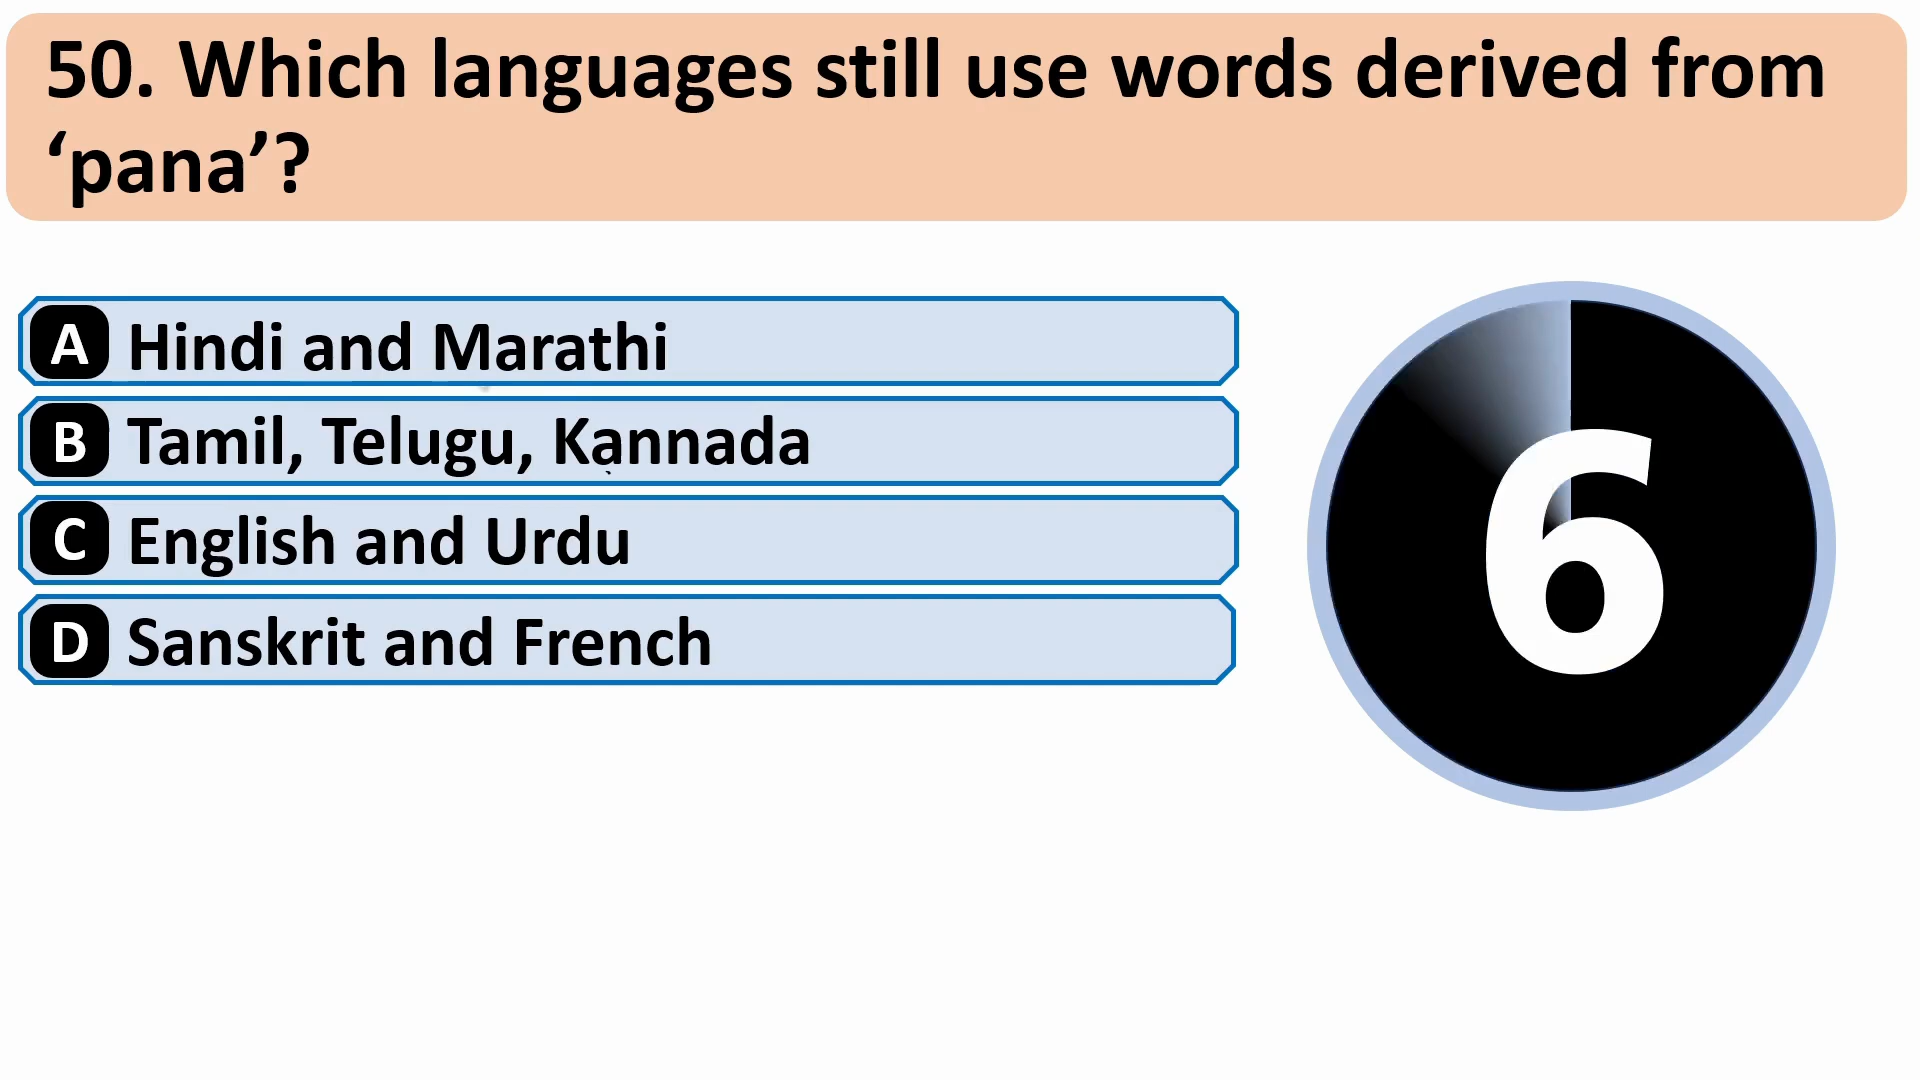 50. Which languages still use words derived from
‘pana’?
A Hindi and Marathi
B Tamil, Telugu, Kannada
C English and Urdu
D Sanskrit and French
6